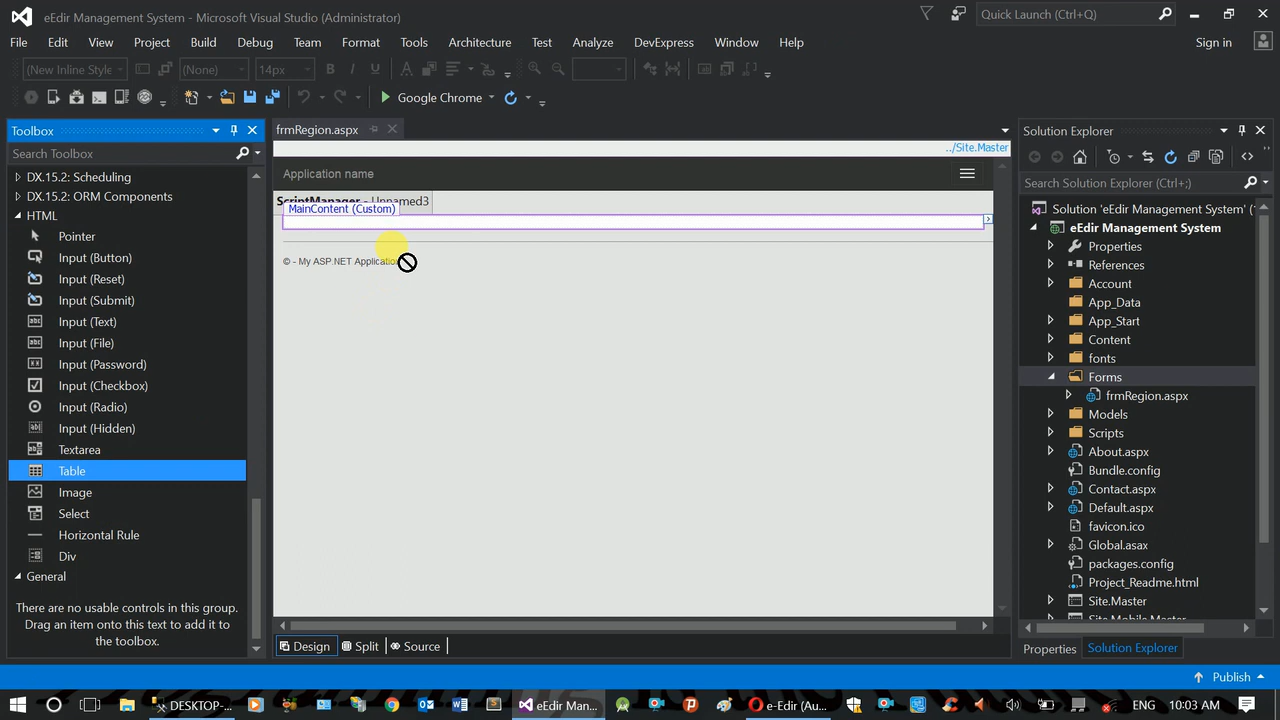 eEdir Management System - Microsoft Visual Studio (Administrator)
Quick Launch (Ctrl+Q)
File Edit View Project Build Debug Team Format Tools Architecture Test Analyze DevExpress Window Help
Sign in
(New Inline Style (None) 14px B I U
Google Chrome
Toolbox
Search Toolbox
DX.15.2: Scheduling
DX.15.2: ORM Components
HTML
Pointer
Input (Button)
Input (Reset)
Input (Submit)
Input (Text)
Input (File)
Input (Password)
Input (Checkbox)
Input (Radio)
Input (Hidden)
Textarea
Table
Image
Select
Horizontal Rule
Div
General
There are no usable controls in this group.
Drag an item onto this text to add it to
the toolbox.
frmRegion.aspx
../Site.Master
Application name
ScriptManager - Unnamed3
MainContent (Custom)
© - My ASP.NET Application
Design Split Source
Solution Explorer
Search Solution Explorer (Ctrl+;)
Solution 'eEdir Management System' (
eEdir Management System
Properties
References
Account
App_Data
App_Start
Content
fonts
Forms
frmRegion.aspx
Models
Scripts
About.aspx
Bundle.config
Contact.aspx
Default.aspx
favicon.ico
Global.asax
packages.config
Project_Readme.html
Site.Master
Site.Mobile.Master
Properties Solution Explorer
Publish
DESKTOP-... eEdir Man... e-Edir (Au... ENG 10:03 AM